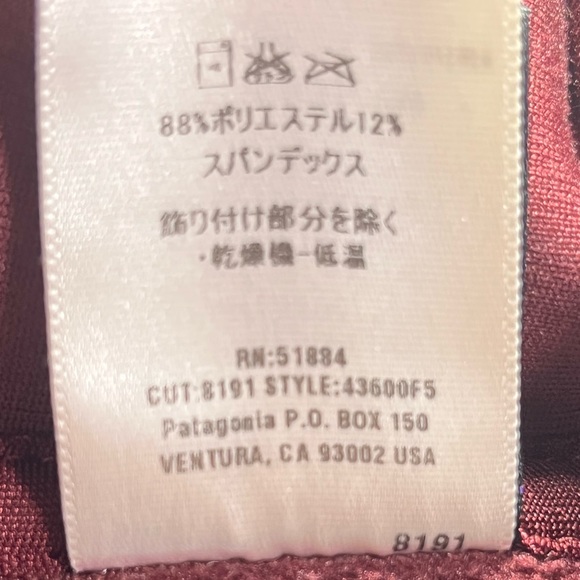 88%ポリエステル12%
スパンデックス
飾り付け部分を除く
・乾燥機-低温
RN:51884
CUT:8191 STYLE:43600F5
Patagonia P.O. BOX 150
VENTURA, CA 93002 USA
8191